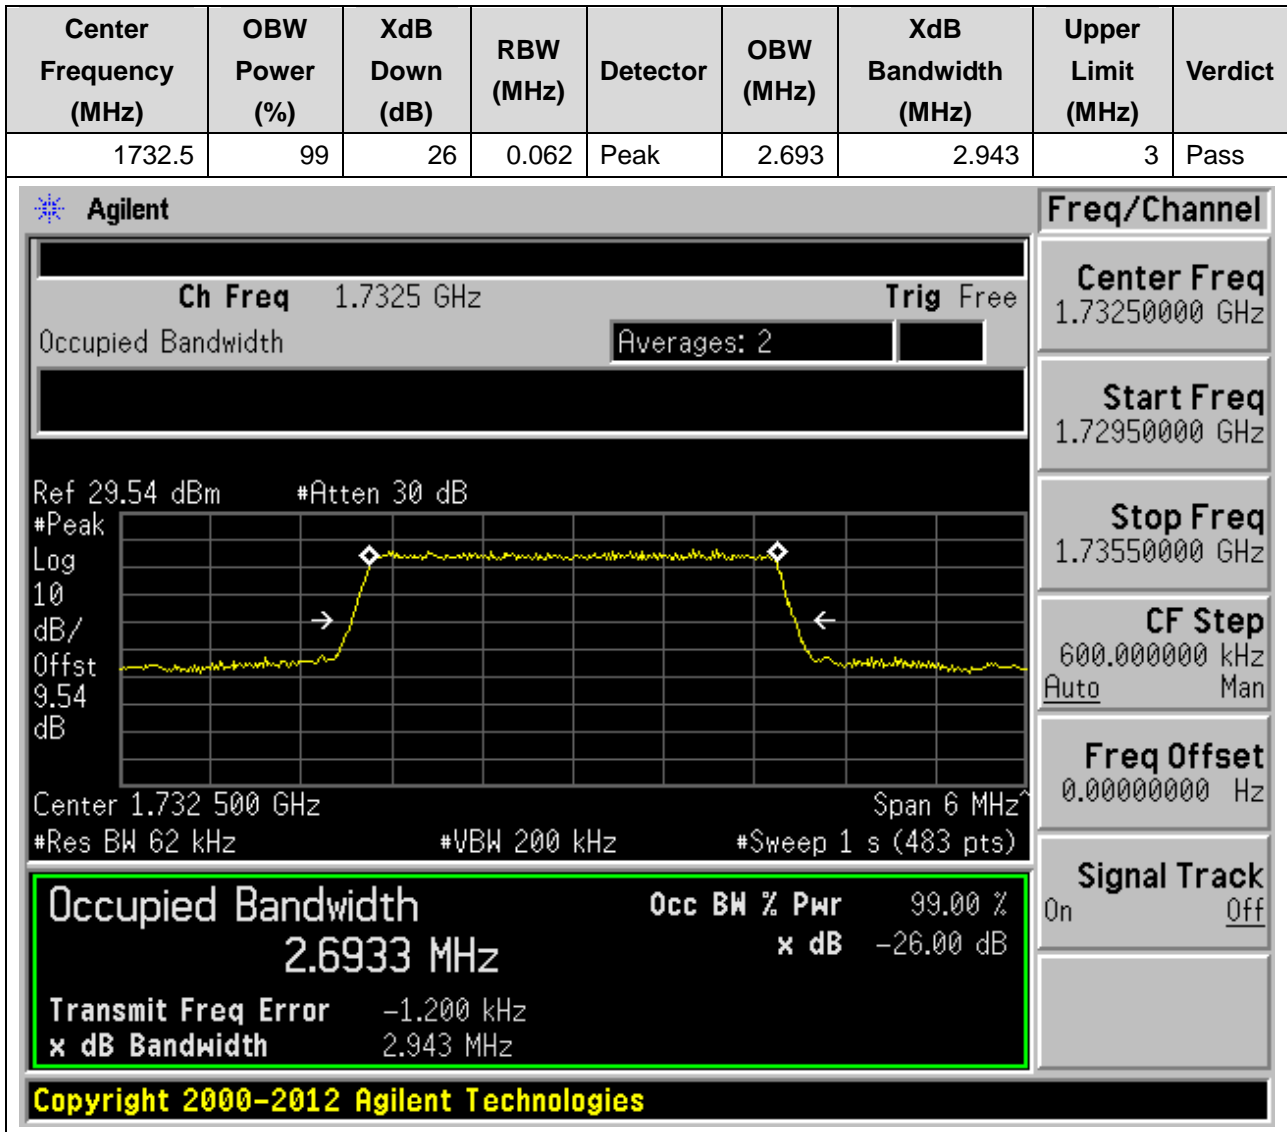 Center Frequency (MHz) OBW Power (%) XdB Down (dB) RBW (MHz) Detector OBW (MHz) XdB Bandwidth (MHz) Upper Limit (MHz) Verdict
1732.5 99 26 0.062 Peak 2.693 2.943 3 Pass
Agilent
Freq/Channel
Ch Freq 1.7325 GHz Trig Free
Occupied Bandwidth Averages: 2
Center Freq
1.73250000 GHz
Start Freq
1.72950000 GHz
Stop Freq
1.73550000 GHz
CF Step
600.000000 kHz
Auto Man
Freq Offset
0.00000000 Hz
Signal Track
On Off
Ref 29.54 dBm #Atten 30 dB
#Peak
Log
10
dB/
Offst
9.54
dB
Center 1.732 500 GHz Span 6 MHz^
#Res BW 62 kHz #VBW 200 kHz #Sweep 1 s (483 pts)
Occupied Bandwidth
2.6933 MHz
Occ BW % Pwr 99.00 %
x dB -26.00 dB
Transmit Freq Error -1.200 kHz
x dB Bandwidth 2.943 MHz
Copyright 2000-2012 Agilent Technologies